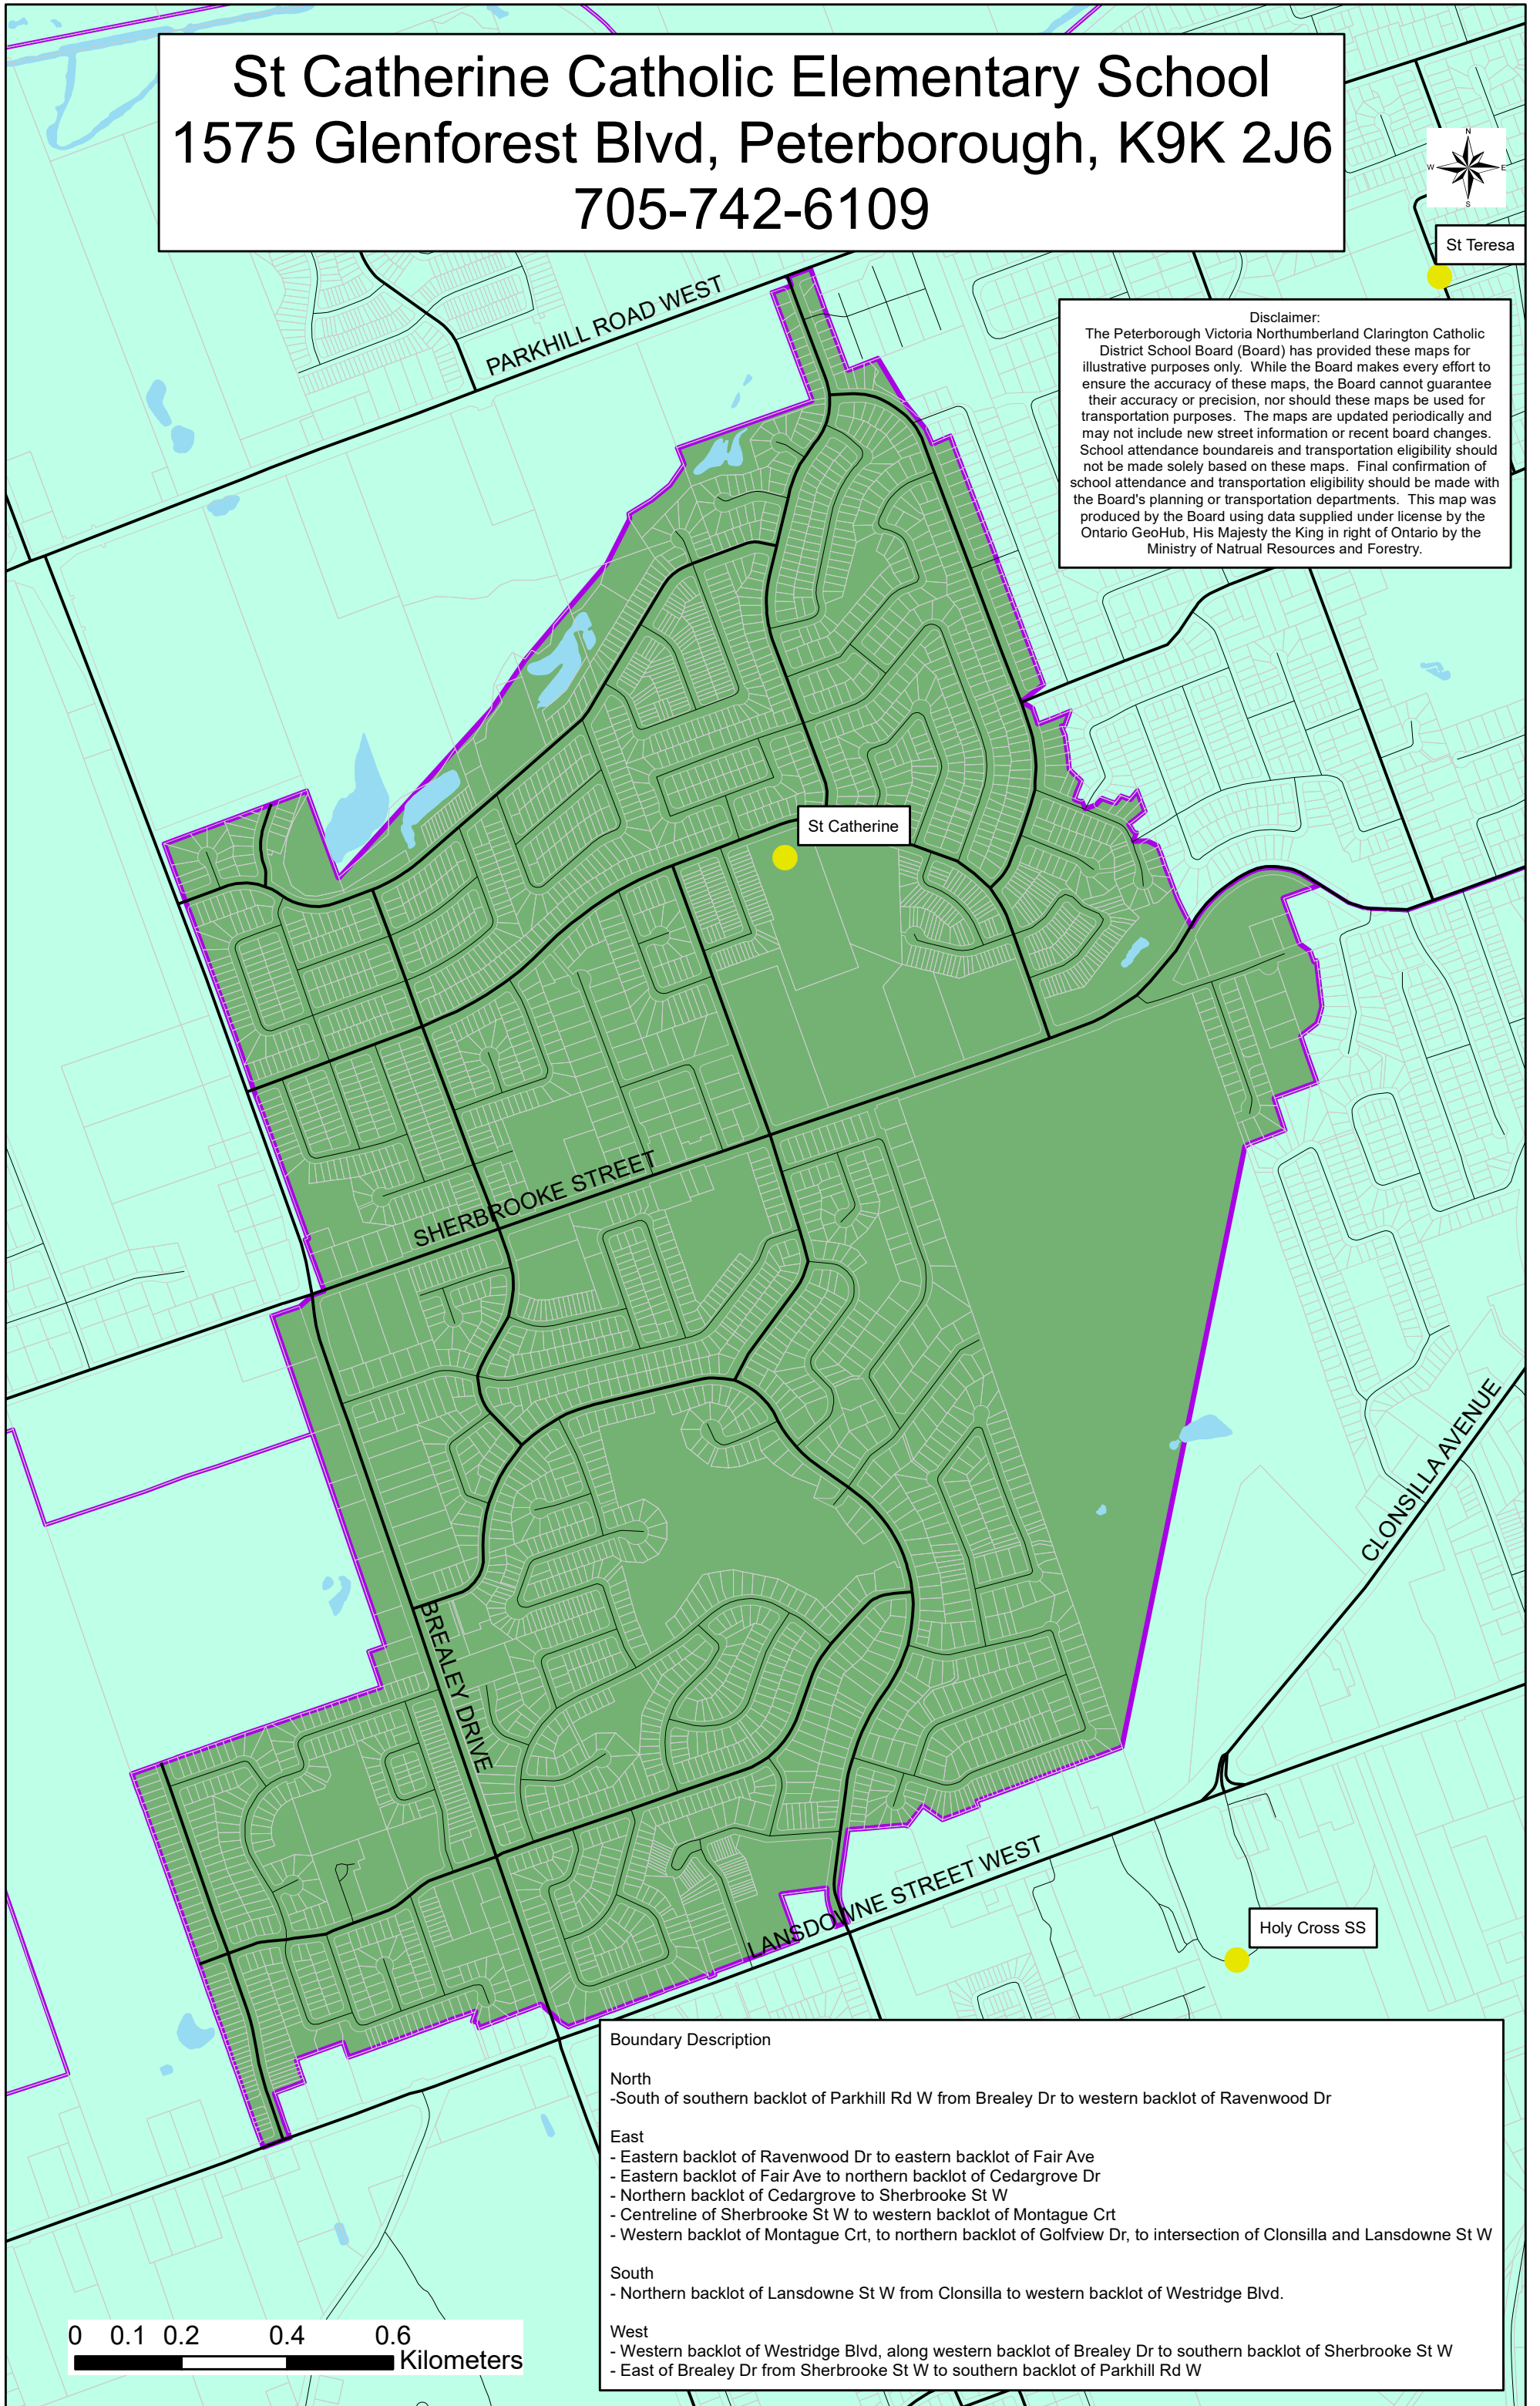 St Catherine Catholic Elementary School
1575 Glenforest Blvd, Peterborough, K9K 2J6
705-742-6109
N
W
E
S
St Teresa
PARKHILL ROAD WEST
Disclaimer:
The Peterborough Victoria Northumberland Clarington Catholic
District School Board (Board) has provided these maps for
illustrative purposes only. While the Board makes every effort to
ensure the accuracy of these maps, the Board cannot guarantee
their accuracy or precision, nor should these maps be used for
transportation purposes. The maps are updated periodically and
may not include new street information or recent board changes.
School attendance boundareis and transportation eligibility should
not be made solely based on these maps. Final confirmation of
school attendance and transportation eligibility should be made with
the Board's planning or transportation departments. This map was
produced by the Board using data supplied under license by the
Ontario GeoHub, His Majesty the King in right of Ontario by the
Ministry of Natrual Resources and Forestry.
St Catherine
SHERBROOKE STREET
CLONSILLA AVENUE
BREALEY DRIVE
LANSDOWNE STREET WEST
Holy Cross SS
Boundary Description
North
-South of southern backlot of Parkhill Rd W from Brealey Dr to western backlot of Ravenwood Dr
East
- Eastern backlot of Ravenwood Dr to eastern backlot of Fair Ave
- Eastern backlot of Fair Ave to northern backlot of Cedargrove Dr
- Northern backlot of Cedargrove to Sherbrooke St W
- Centreline of Sherbrooke St W to western backlot of Montague Crt
- Western backlot of Montague Crt, to northern backlot of Golfview Dr, to intersection of Clonsilla and Lansdowne St W
South
- Northern backlot of Lansdowne St W from Clonsilla to western backlot of Westridge Blvd.
West
- Western backlot of Westridge Blvd, along western backlot of Brealey Dr to southern backlot of Sherbrooke St W
- East of Brealey Dr from Sherbrooke St W to southern backlot of Parkhill Rd W
0 0.1 0.2 0.4 0.6
Kilometers